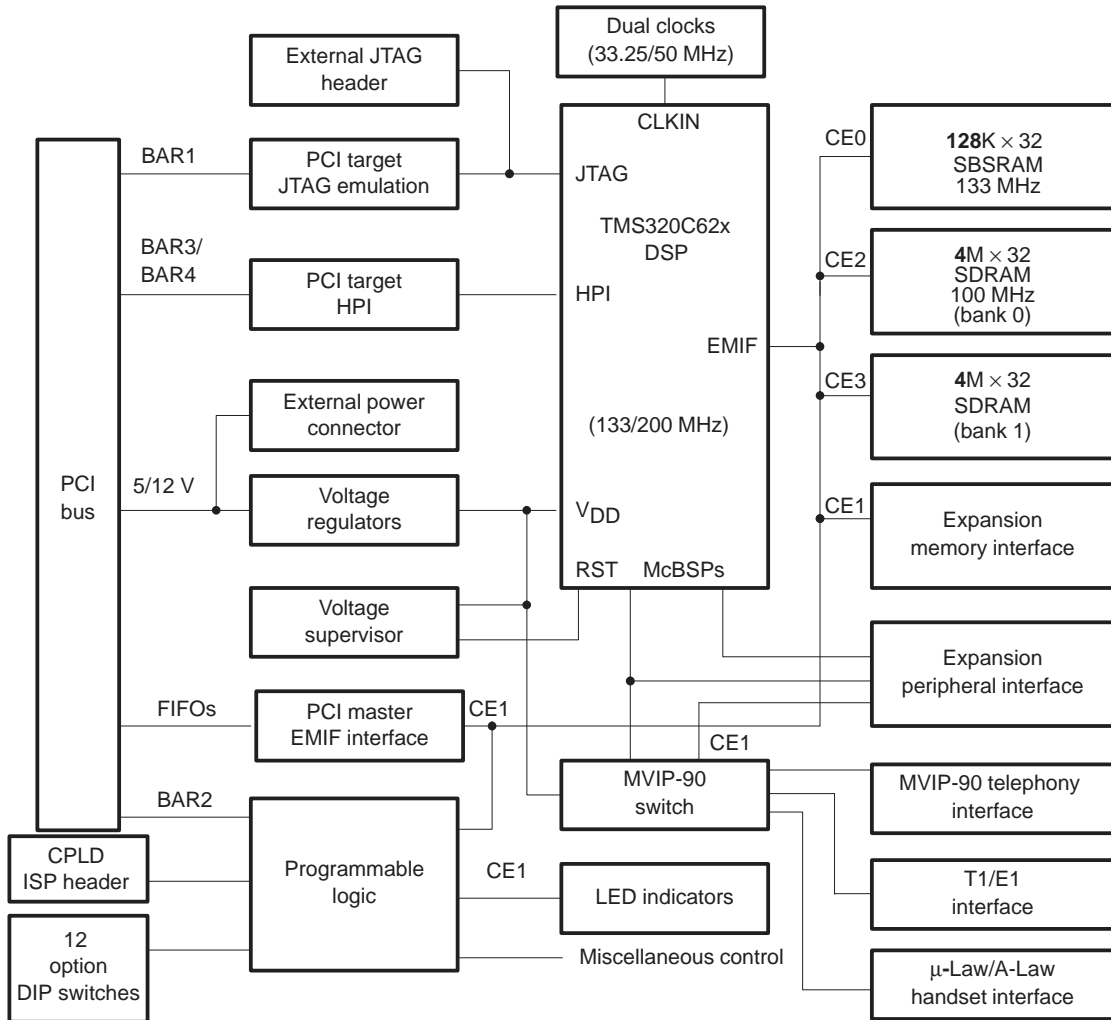 Dual clocks
(33.25/50 MHz)
External JTAG
header
CLKIN
CE0
128K × 32
SBSRAM
133 MHz
BAR1
PCI target
JTAG emulation
JTAG
TMS320C62x
DSP
BAR3/
BAR4
PCI target
HPI
HPI
CE2
4M × 32
SDRAM
100 MHz
(bank 0)
EMIF
CE3
4M × 32
SDRAM
(bank 1)
External power
connector
(133/200 MHz)
PCI
bus
5/12 V
Voltage
regulators
VDD
CE1
Expansion
memory interface
RST
McBSPs
Voltage
supervisor
Expansion
peripheral interface
FIFOs
PCI master
EMIF interface
CE1
CE1
MVIP-90
switch
MVIP-90 telephony
interface
BAR2
CPLD
ISP header
Programmable
logic
CE1
LED indicators
T1/E1
interface
12
option
DIP switches
Miscellaneous control
μ-Law/A-Law
handset interface